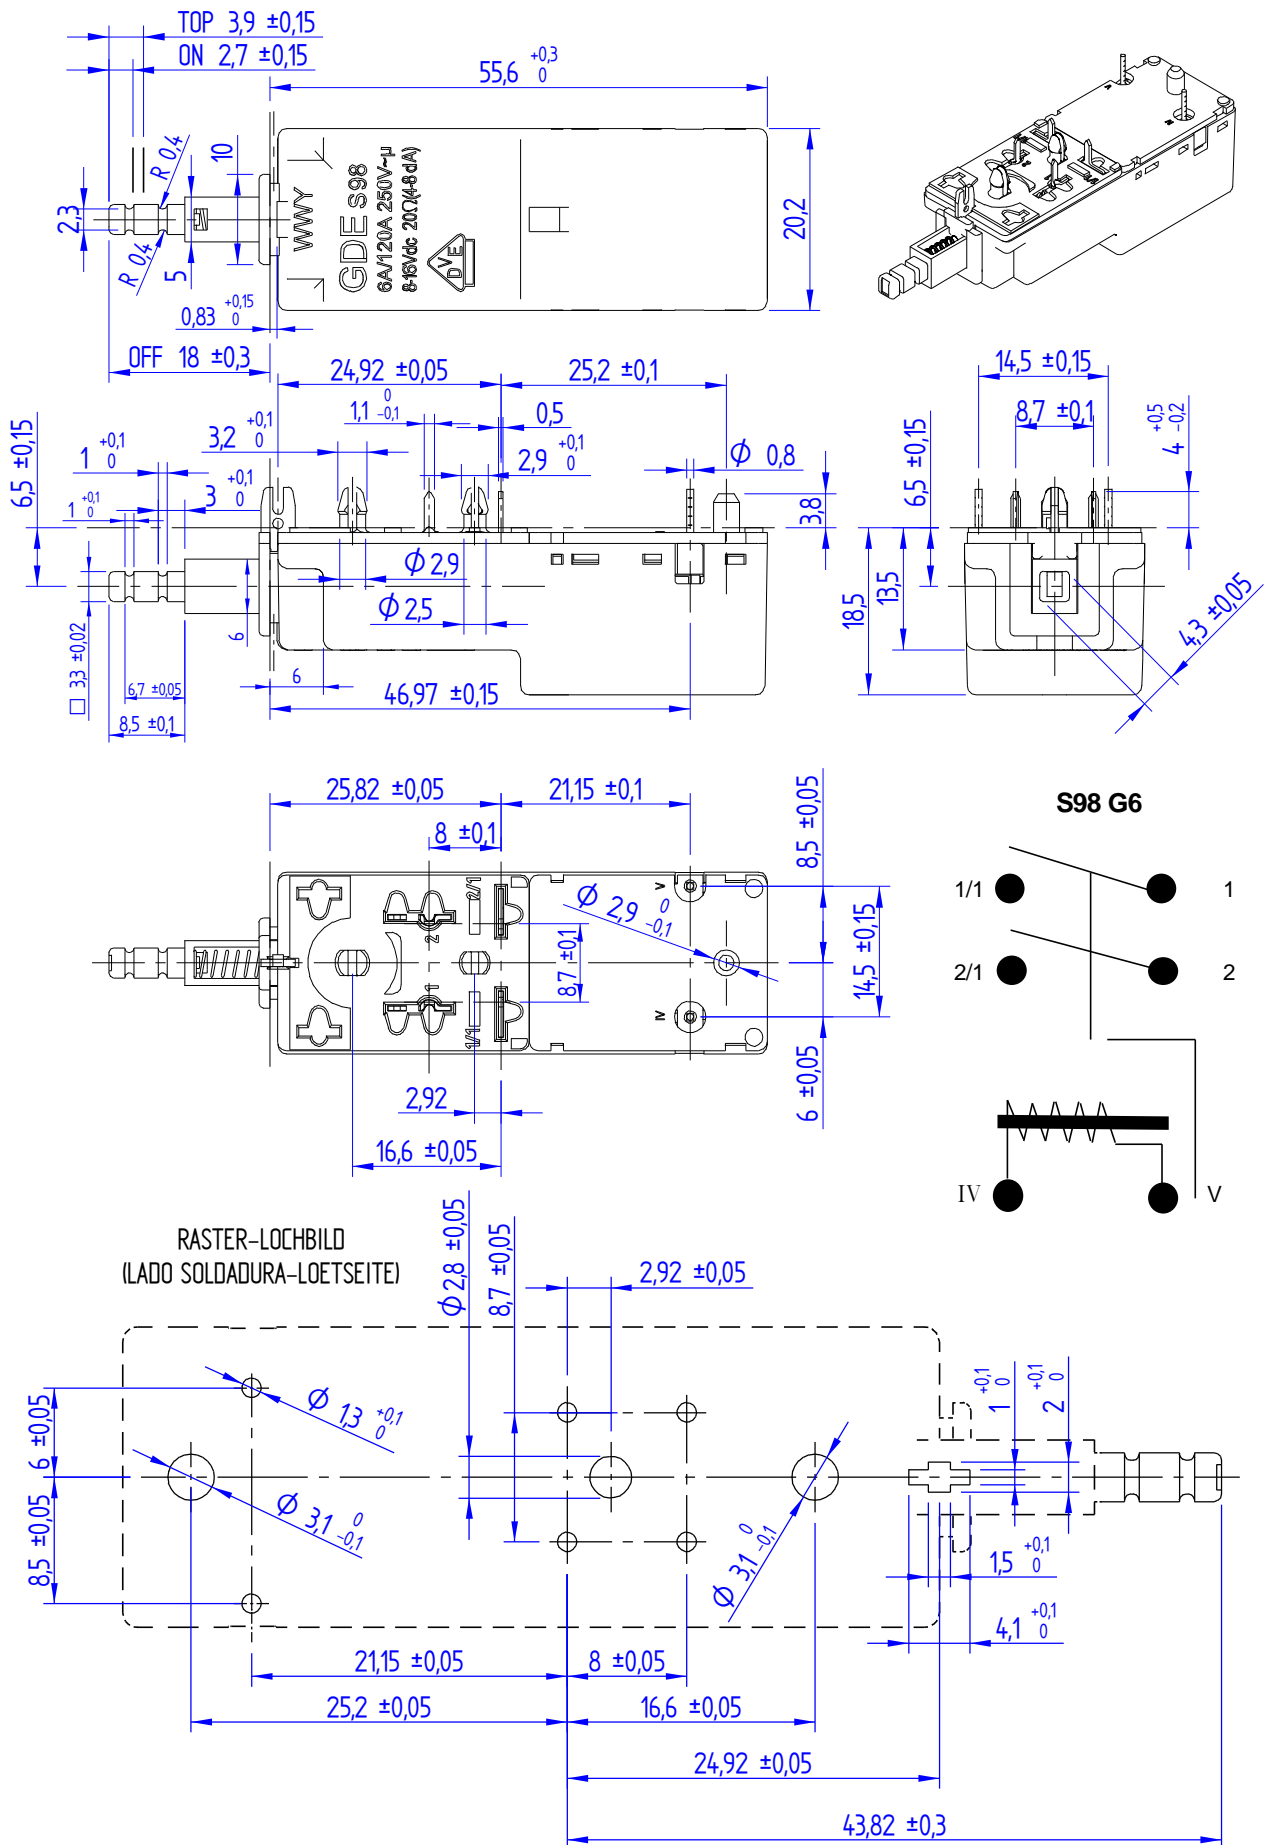 TOP 3,9 ±0,15
ON 2,7 ±0,15
55,6 +0,3 0
R 0,4
10
2,3
R 0,4
5
WWY
GDE S98
6A/120A 250V~µ
8-16Vdc 20Ω(4-8 dA)
V
D E
20,2
0,83 +0,15 0
OFF 18 ±0,3
24,92 ±0,05
25,2 ±0,1
14,5 ±0,15
1,1 0 -0,1
0,5
8,7 ±0,1
4 +0,5 -0,2
6,5 ±0,15
3,2 +0,1 0
2,9 +0,1 0
Φ 0,8
6,5 ±0,15
1 +0,1 0
3 +0,1 0
1 +0,1 0
3,8
Φ 2,9
Φ 2,5
13,5
18,5
4,3 ±0,05
6
6
□ 3,3 ±0,02
6,7 ±0,05
8,5 ±0,1
46,97 ±0,15
25,82 ±0,05
21,15 ±0,1
8 ±0,1
8,5 ±0,05
S98 G6
2/1
2
V
Φ 2,9 0 -0,1
8,7 ±0,1
14,5 ±0,15
1
1/1
IV
1/1
1
2/1
2
2,92
6 ±0,05
16,6 ±0,05
IV
V
RASTER-LOCHBILD
(LADO SOLDADURA-LOETSEITE)
Φ 2,8 ±0,05
8,7 ±0,05
2,92 ±0,05
6 ±0,05
Φ 1,3 +0,1 0
1 +0,1 0
2 +0,1 0
8,5 ±0,05
Φ 3,1 0 -0,1
Φ 3,1 0 -0,1
1,5 +0,1 0
4,1 +0,1 0
21,15 ±0,05
8 ±0,05
25,2 ±0,05
16,6 ±0,05
24,92 ±0,05
43,82 ±0,3